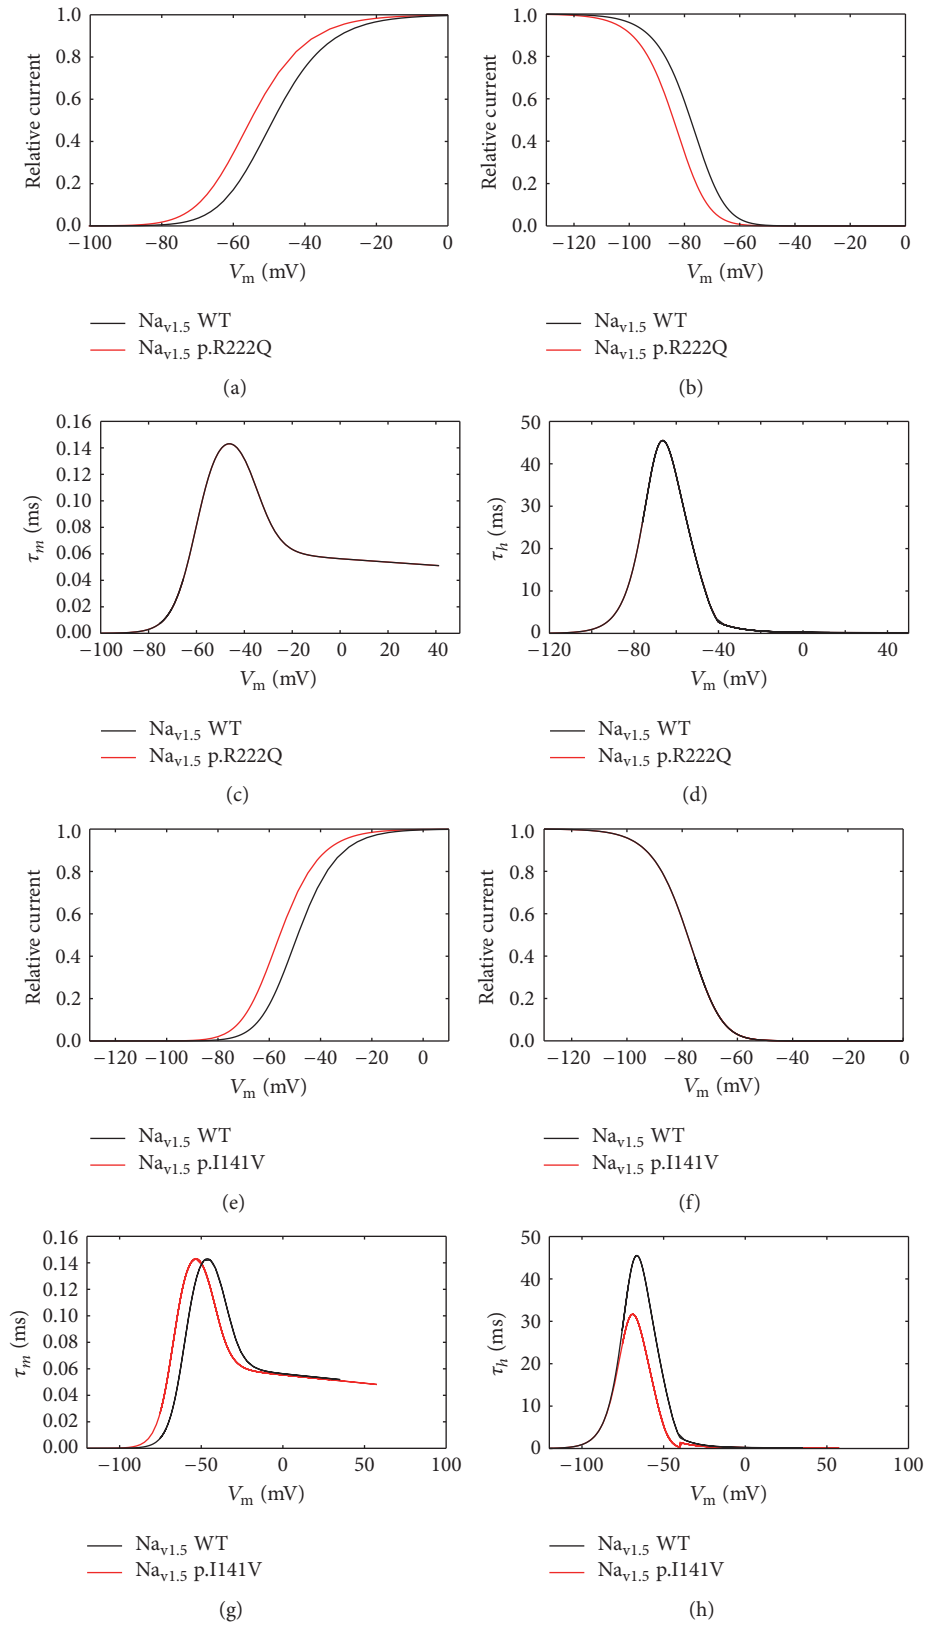 Relative current
1.0
0.8
0.6
0.4
0.2
0.0
−100 −80 −60 −40 −20 0
Vm (mV)
Nav1.5 WT
Nav1.5 p.R222Q
(a)
Relative current
1.0
0.8
0.6
0.4
0.2
0.0
−120 −100 −80 −60 −40 −20 0
Vm (mV)
Nav1.5 WT
Nav1.5 p.R222Q
(b)
τm (ms)
0.16
0.14
0.12
0.10
0.08
0.06
0.04
0.02
0.00
−100 −80 −60 −40 −20 0 20 40
Vm (mV)
Nav1.5 WT
Nav1.5 p.R222Q
(c)
τh (ms)
50
40
30
20
10
0
−120 −80 −60 −40 0 40
Vm (mV)
Nav1.5 WT
Nav1.5 p.R222Q
(d)
Relative current
1.0
0.8
0.6
0.4
0.2
0.0
−120 −100 −80 −60 −40 −20 0
Vm (mV)
Nav1.5 WT
Nav1.5 p.I141V
(e)
Relative current
1.0
0.8
0.6
0.4
0.2
0.0
−120 −100 −80 −60 −40 −20 0
Vm (mV)
Nav1.5 WT
Nav1.5 p.I141V
(f)
τm (ms)
0.16
0.14
0.12
0.10
0.08
0.06
0.04
0.02
0.00
−100 −50 0 50 100
Vm (mV)
Nav1.5 WT
Nav1.5 p.I141V
(g)
τh (ms)
50
40
30
20
10
0
−100 −50 0 50 100
Vm (mV)
Nav1.5 WT
Nav1.5 p.I141V
(h)